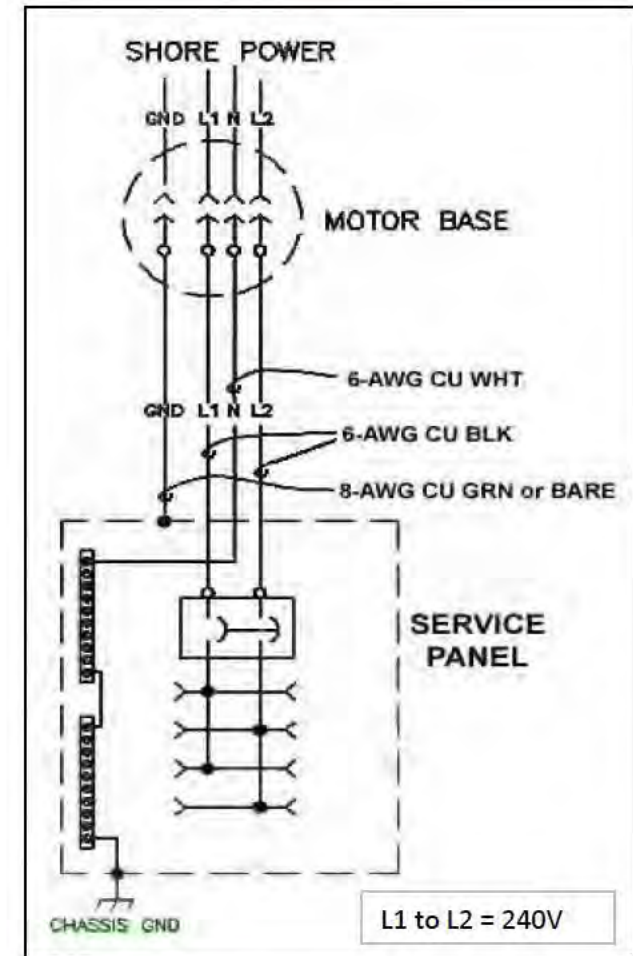 SHORE POWER
GND L1 N L2
MOTOR BASE
6-AWG CU WHT
GND L1 N L2
6-AWG CU BLK
8-AWG CU GRN or BARE
SERVICE
PANEL
CHASSIS GND
L1 to L2 = 240V